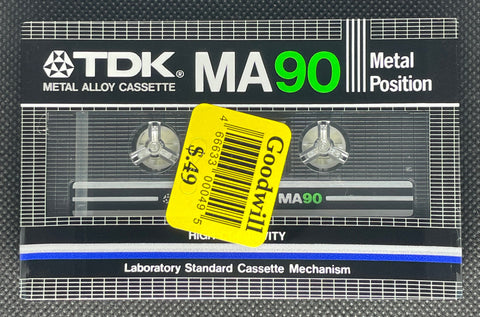 TDK® MA90 Metal Position
METAL ALLOY CASSETTE
Goodwill
$.49
4 66633 00049 5
MA90
Laboratory Standard Cassette Mechanism